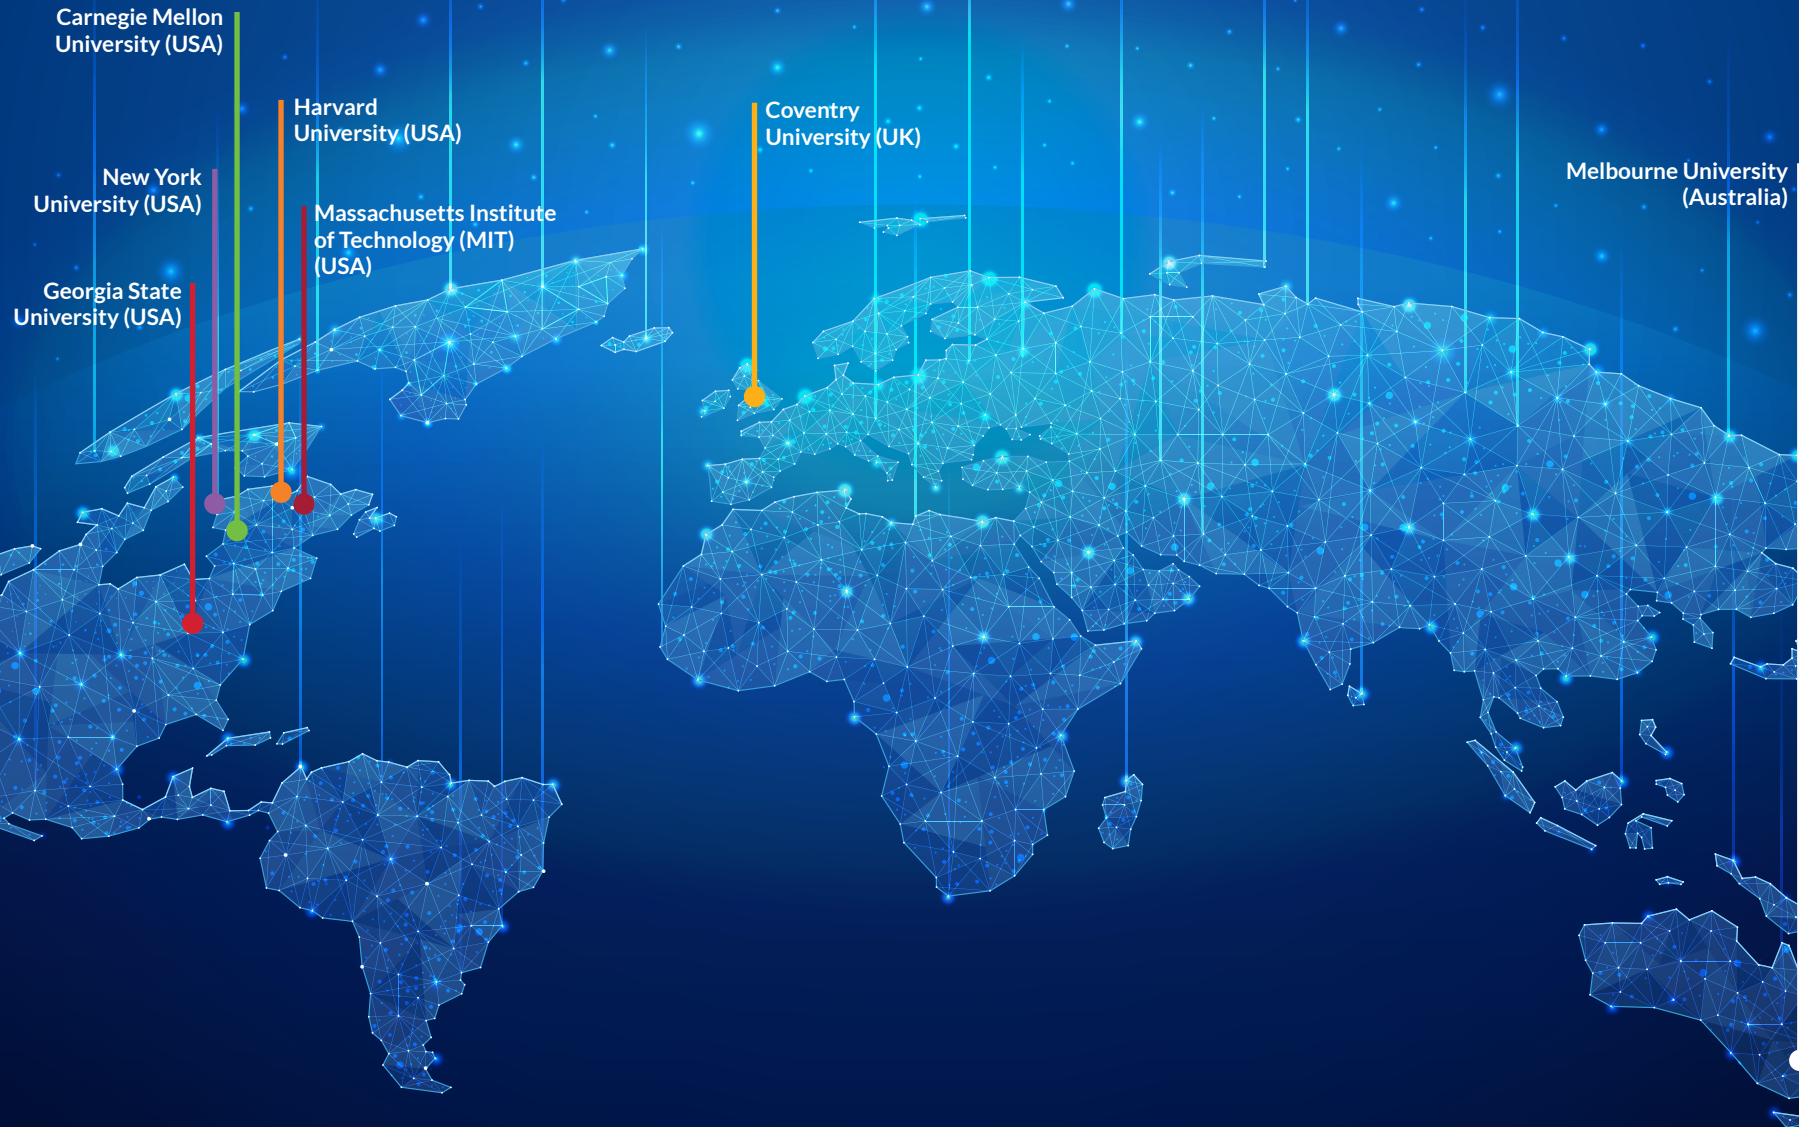 Carnegie Mellon
University (USA)
Harvard
University (USA)
Coventry
University (UK)
New York
University (USA)
Melbourne University
(Australia)
Massachusetts Institute
of Technology (MIT)
(USA)
Georgia State
University (USA)